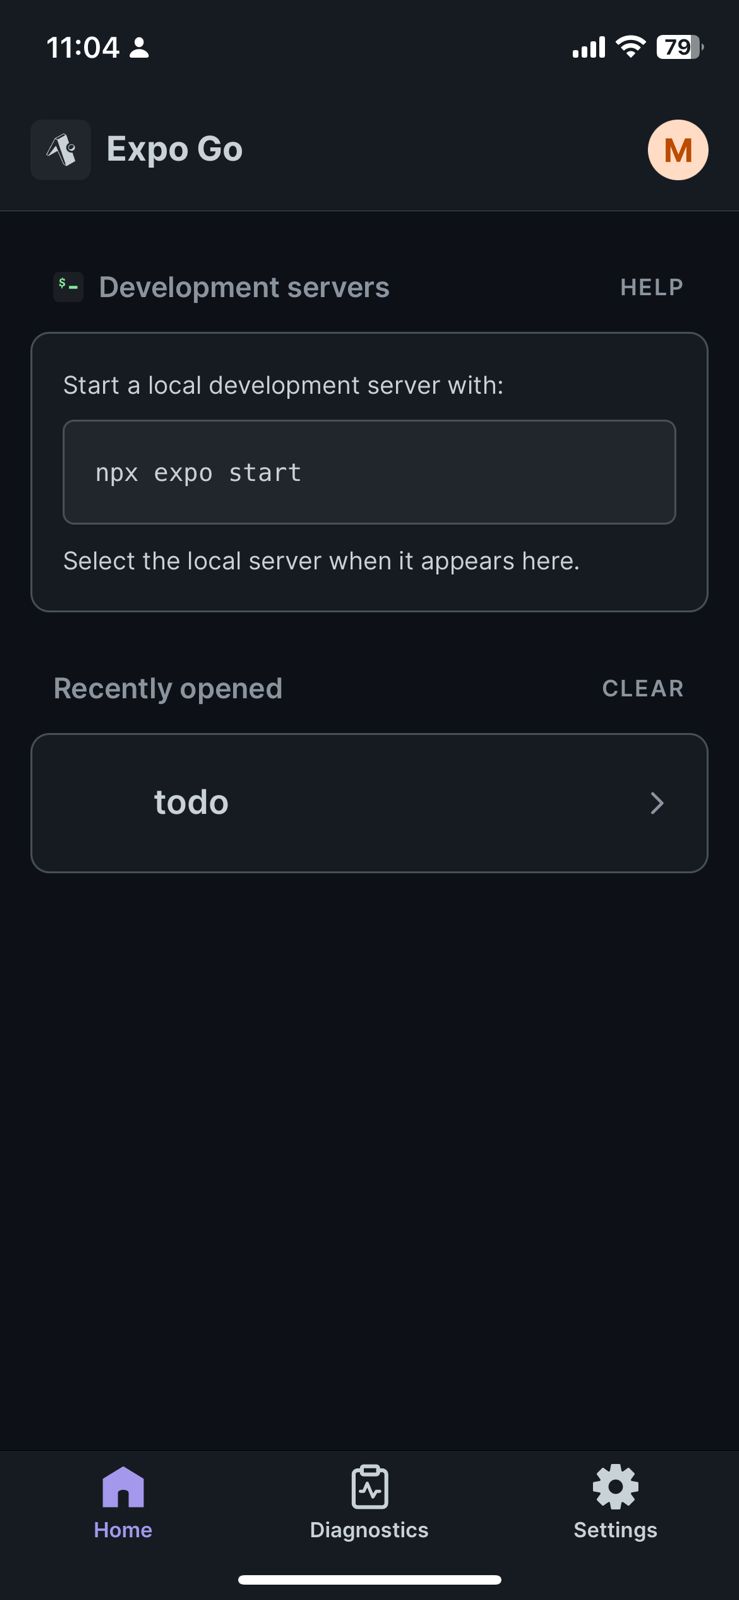 11:04
79
Expo Go
M
$
Development servers
HELP
Start a local development server with:
npx expo start
Select the local server when it appears here.
Recently opened
CLEAR
todo
Home
Diagnostics
Settings